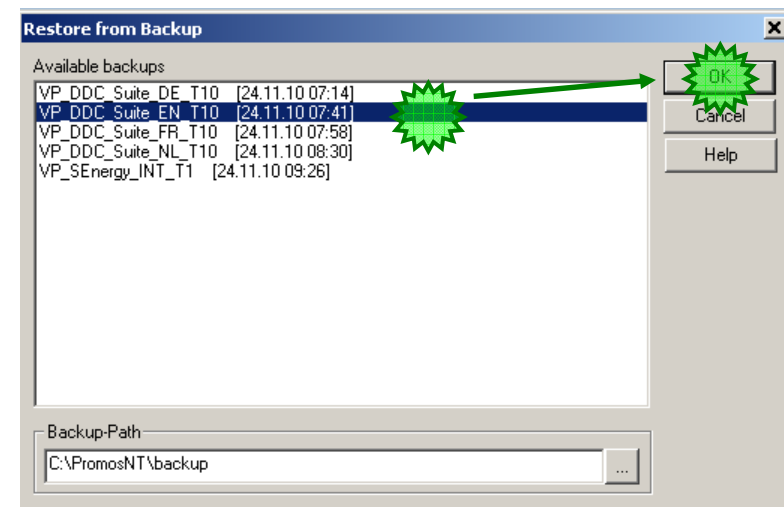 Restore from Backup
Available backups
VP_DDC_Suite_DE_T10 [24.11.10 07:14]
VP_DDC_Suite_EN_T10 [24.11.10 07:41]
VP_DDC_Suite_FR_T10 [24.11.10 07:58]
VP_DDC_Suite_NL_T10 [24.11.10 08:30]
VP_SEnergy_INT_T1 [24.11.10 09:26]
OK
Cancel
Help
Backup-Path
C:\PromosNT\backup
...